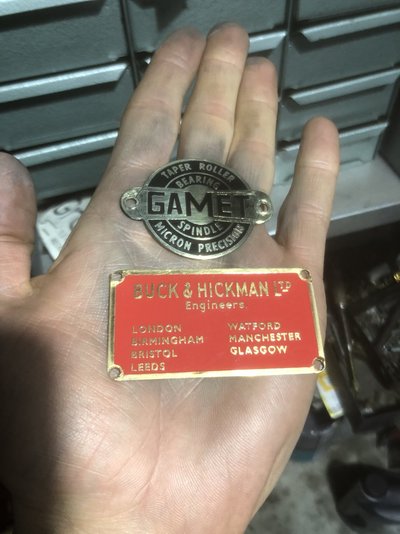 TAPER ROLLER
BEARING
GAMET
SPINDLE
MICRON PRECISION
BUCK & HICKMAN LTD
Engineers.
LONDON WATFORD
BIRMINGHAM MANCHESTER
BRISTOL GLASGOW
LEEDS